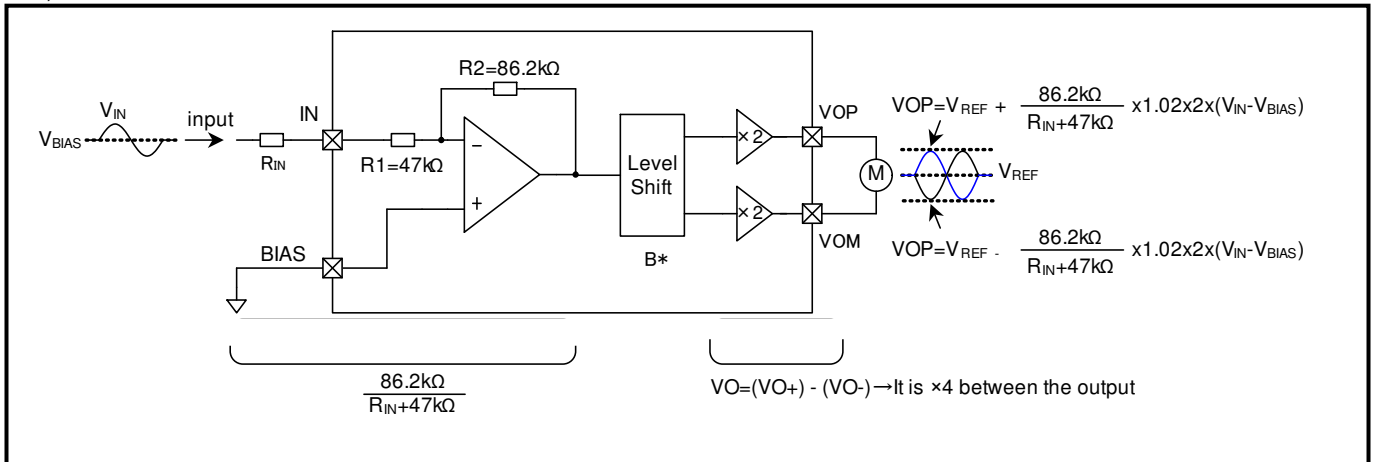 R2=86.2kΩ
VIN
VBIAS
input
RIN
IN
R1=47kΩ
−
+
BIAS
Level
Shift
B*
×2
×2
VOP
VOM
M
VOP=VREF + 86.2kΩ / RIN+47kΩ x1.02x2x(VIN-VBIAS)
VREF
VOP=VREF - 86.2kΩ / RIN+47kΩ x1.02x2x(VIN-VBIAS)
86.2kΩ
RIN+47kΩ
VO=(VO+) - (VO-)→It is ×4 between the output